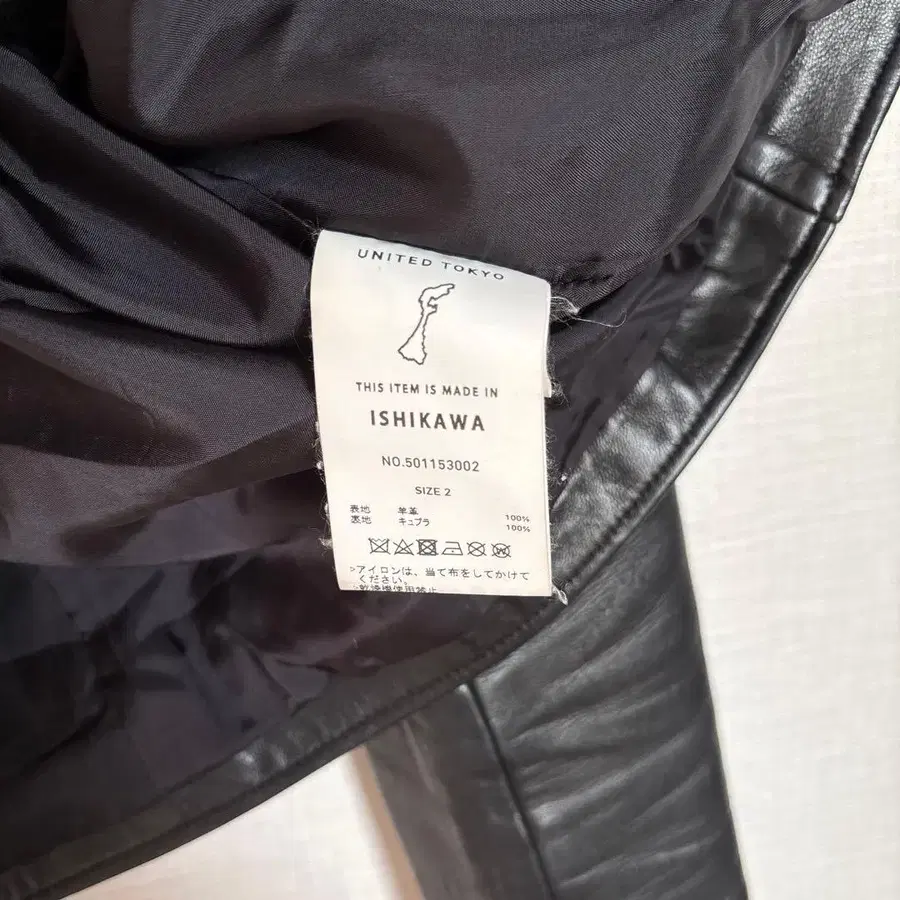 UNITED TOKYO
THIS ITEM IS MADE IN
ISHIKAWA
NO.501153002
SIZE 2
表地 羊革 100%
裏地 キュプラ 100%
>アイロンは、当て布をしてかけて
ください。